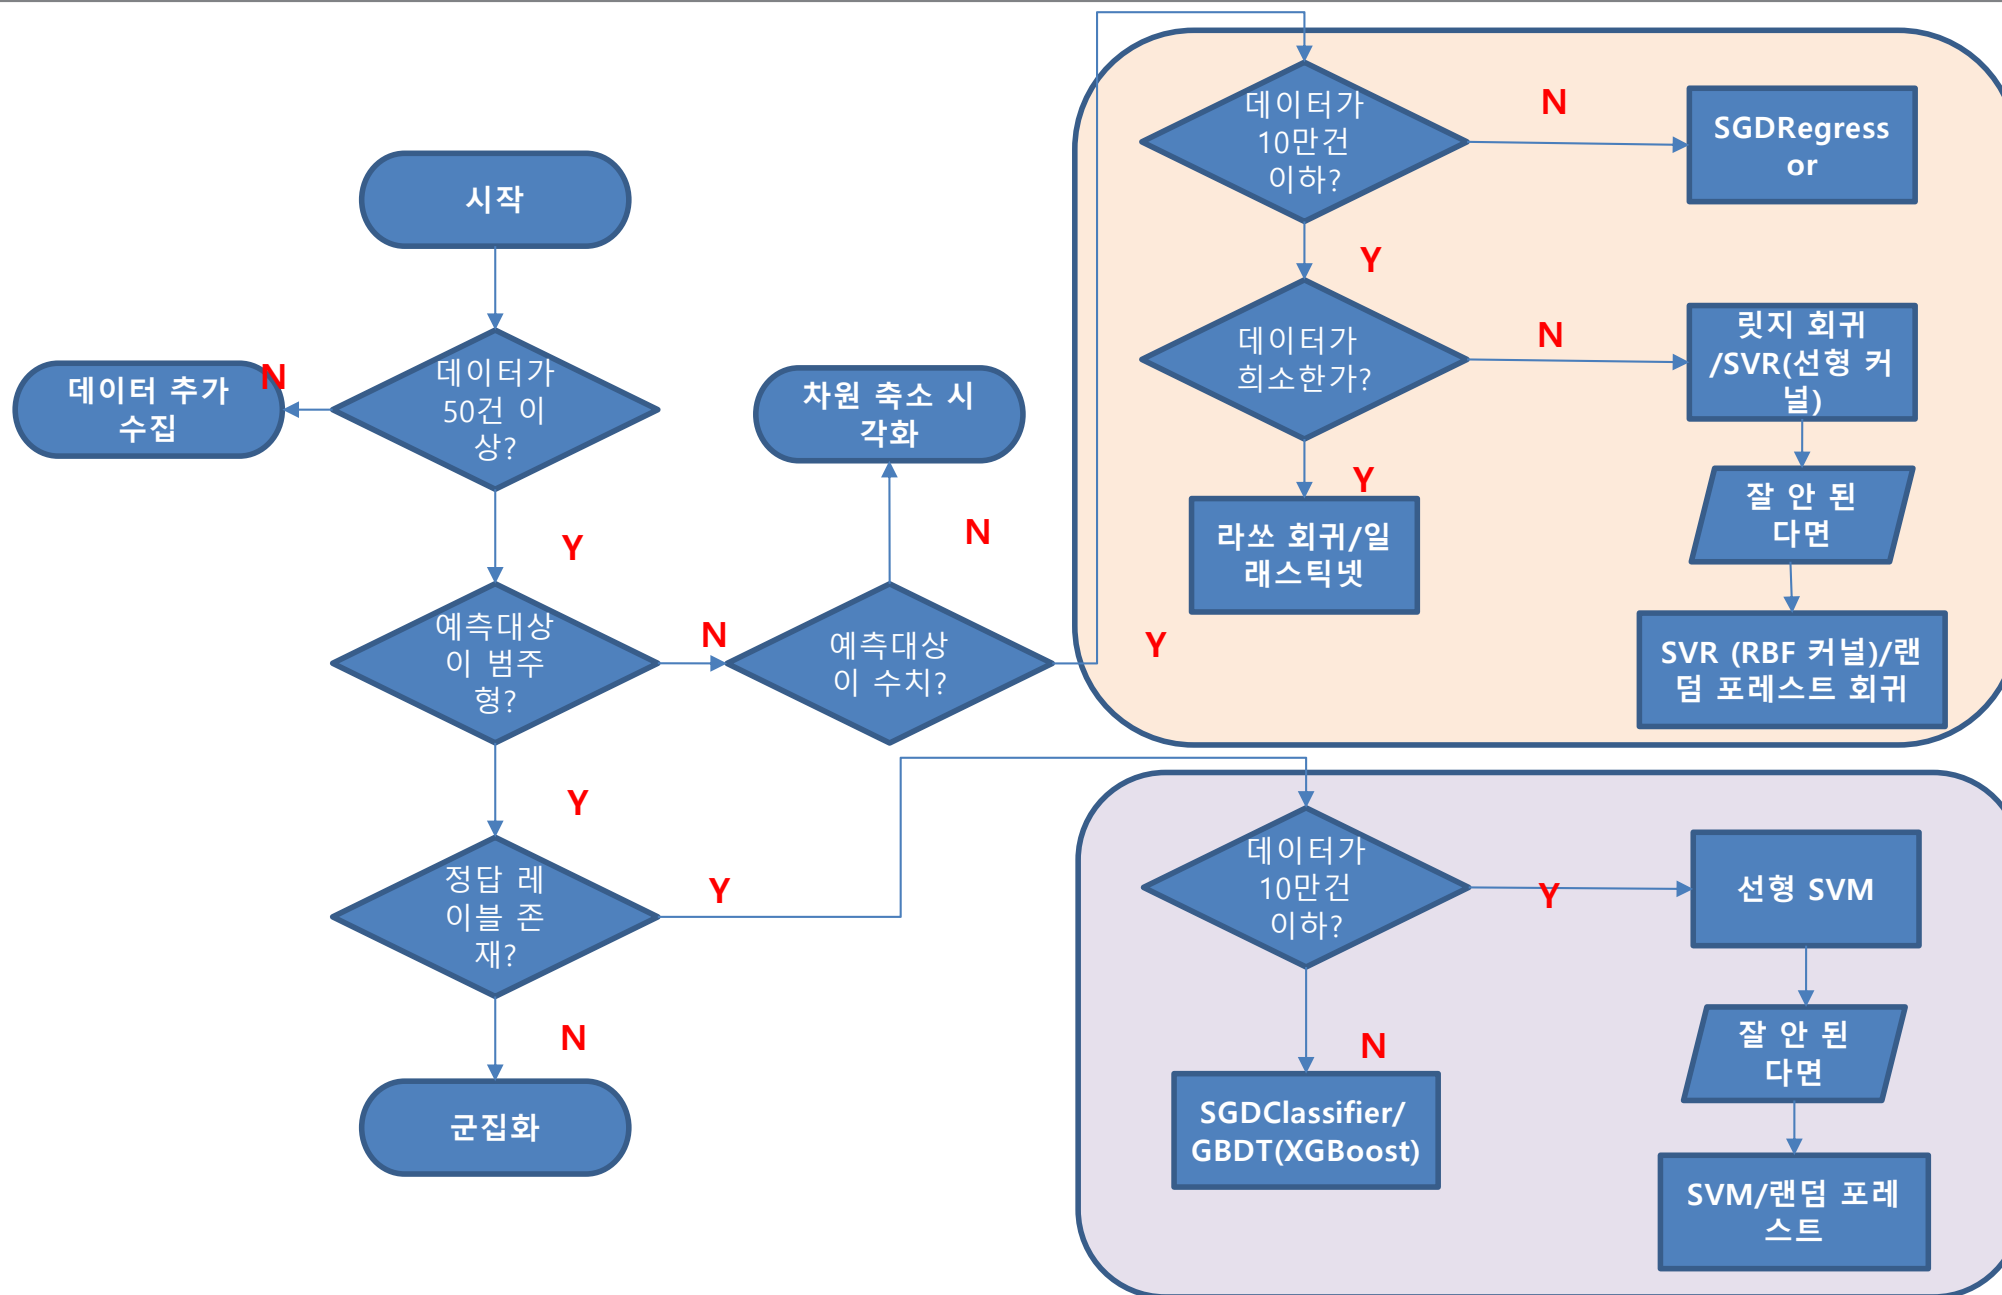 시작
데이터가
50건 이
상?
N
데이터 추가
수집
Y
예측대상
이 범주
형?
N
예측대상
이 수치?
N
차원 축소 시
각화
Y
Y
정답 레
이블 존
재?
Y
N
군집화
데이터가
10만건
이하?
N
SGDRegress
or
Y
데이터가
희소한가?
N
릿지 회귀
/SVR(선형 커
널)
잘 안 된
다면
SVR (RBF 커널)/랜
덤 포레스트 회귀
Y
라쏘 회귀/일
래스틱넷
데이터가
10만건
이하?
Y
선형 SVM
잘 안 된
다면
SVM/랜덤 포레
스트
N
SGDClassifier/
GBDT(XGBoost)